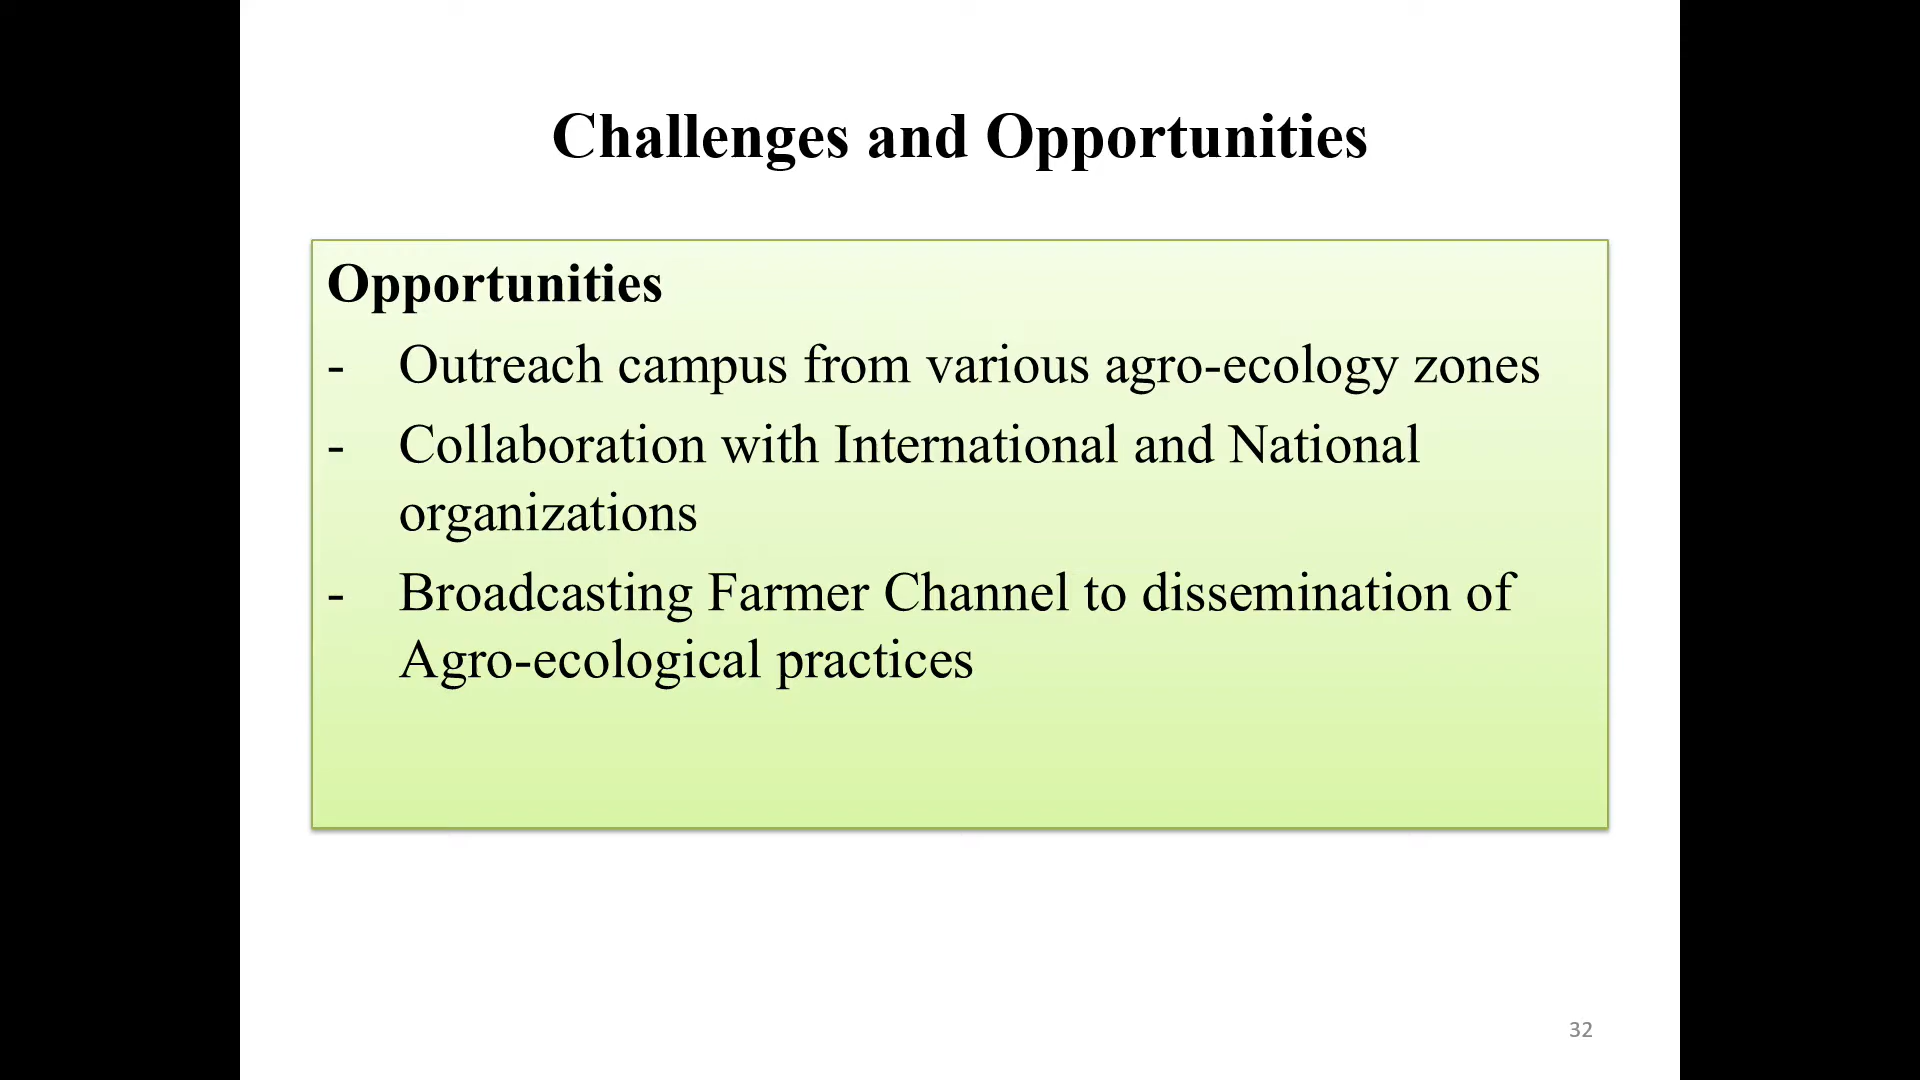 Challenges and Opportunities
Opportunities
- Outreach campus from various agro-ecology zones
- Collaboration with International and National
organizations
- Broadcasting Farmer Channel to dissemination of
Agro-ecological practices
32